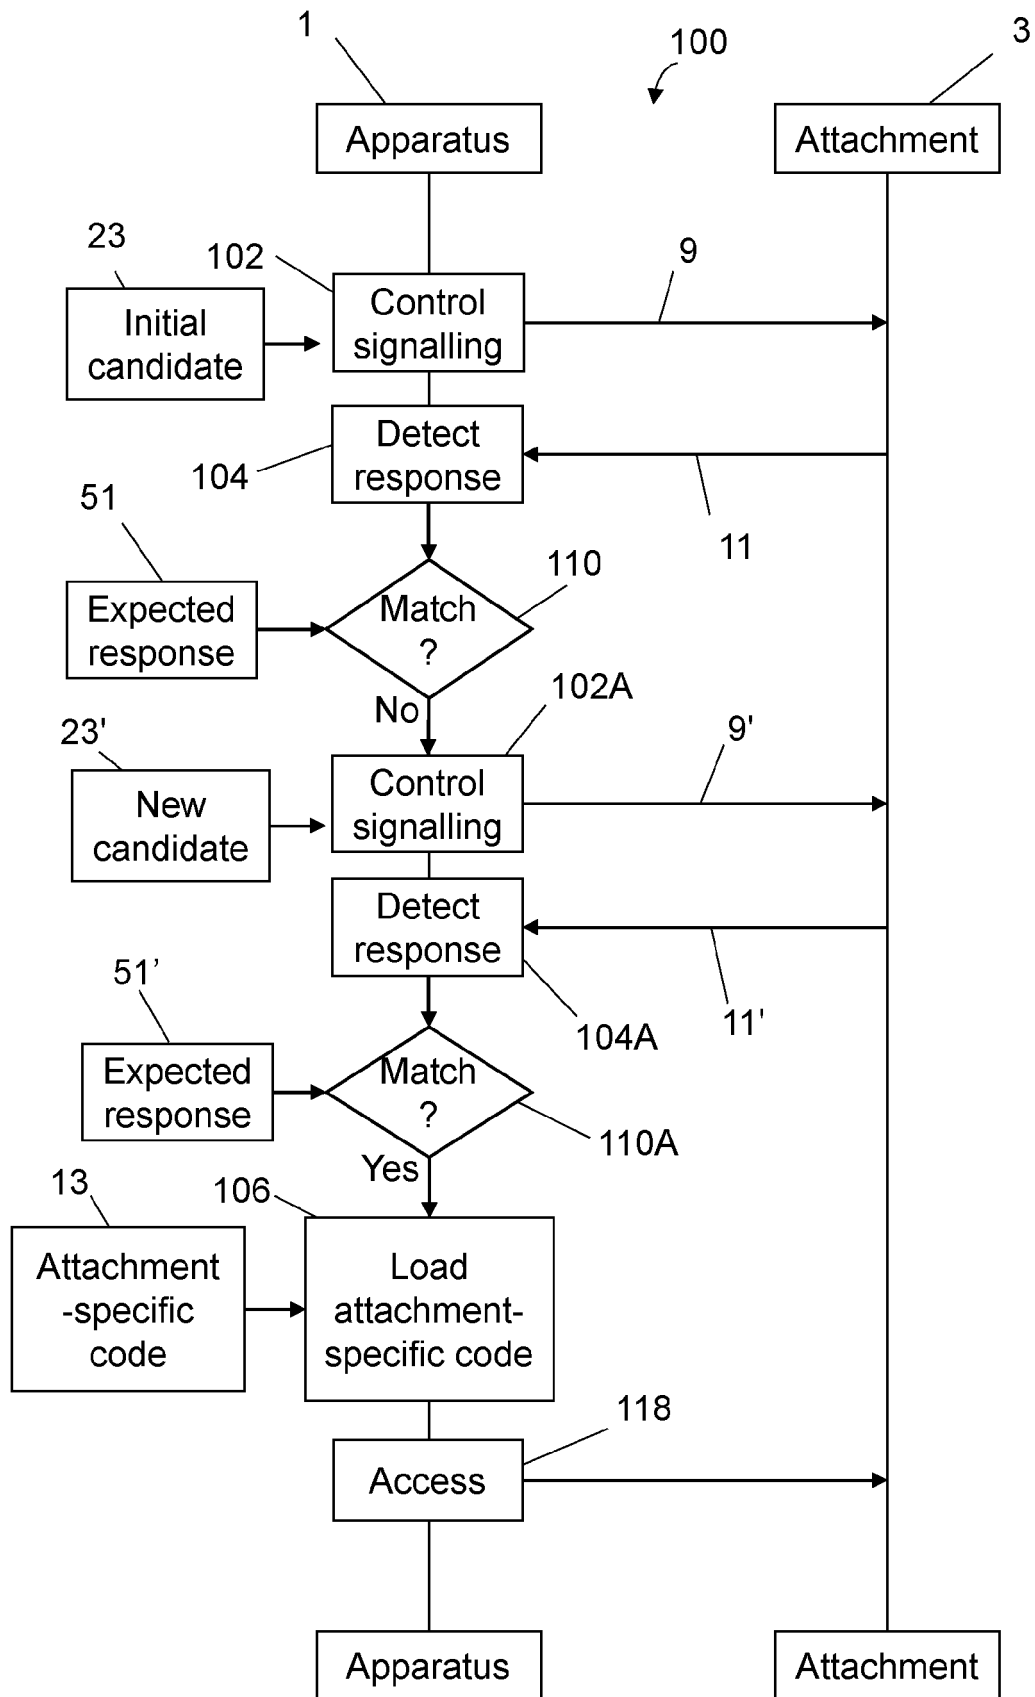 1
3
100
Apparatus
Attachment
23
102
9
Initial
candidate
Control
signalling
Detect
response
104
11
51
110
Expected
response
Match
?
No
102A
23'
9'
New
candidate
Control
signalling
Detect
response
51’
104A
11'
Expected
response
Match
?
110A
Yes
13
106
Attachment
-specific
code
Load
attachment-
specific code
118
Access
Apparatus
Attachment